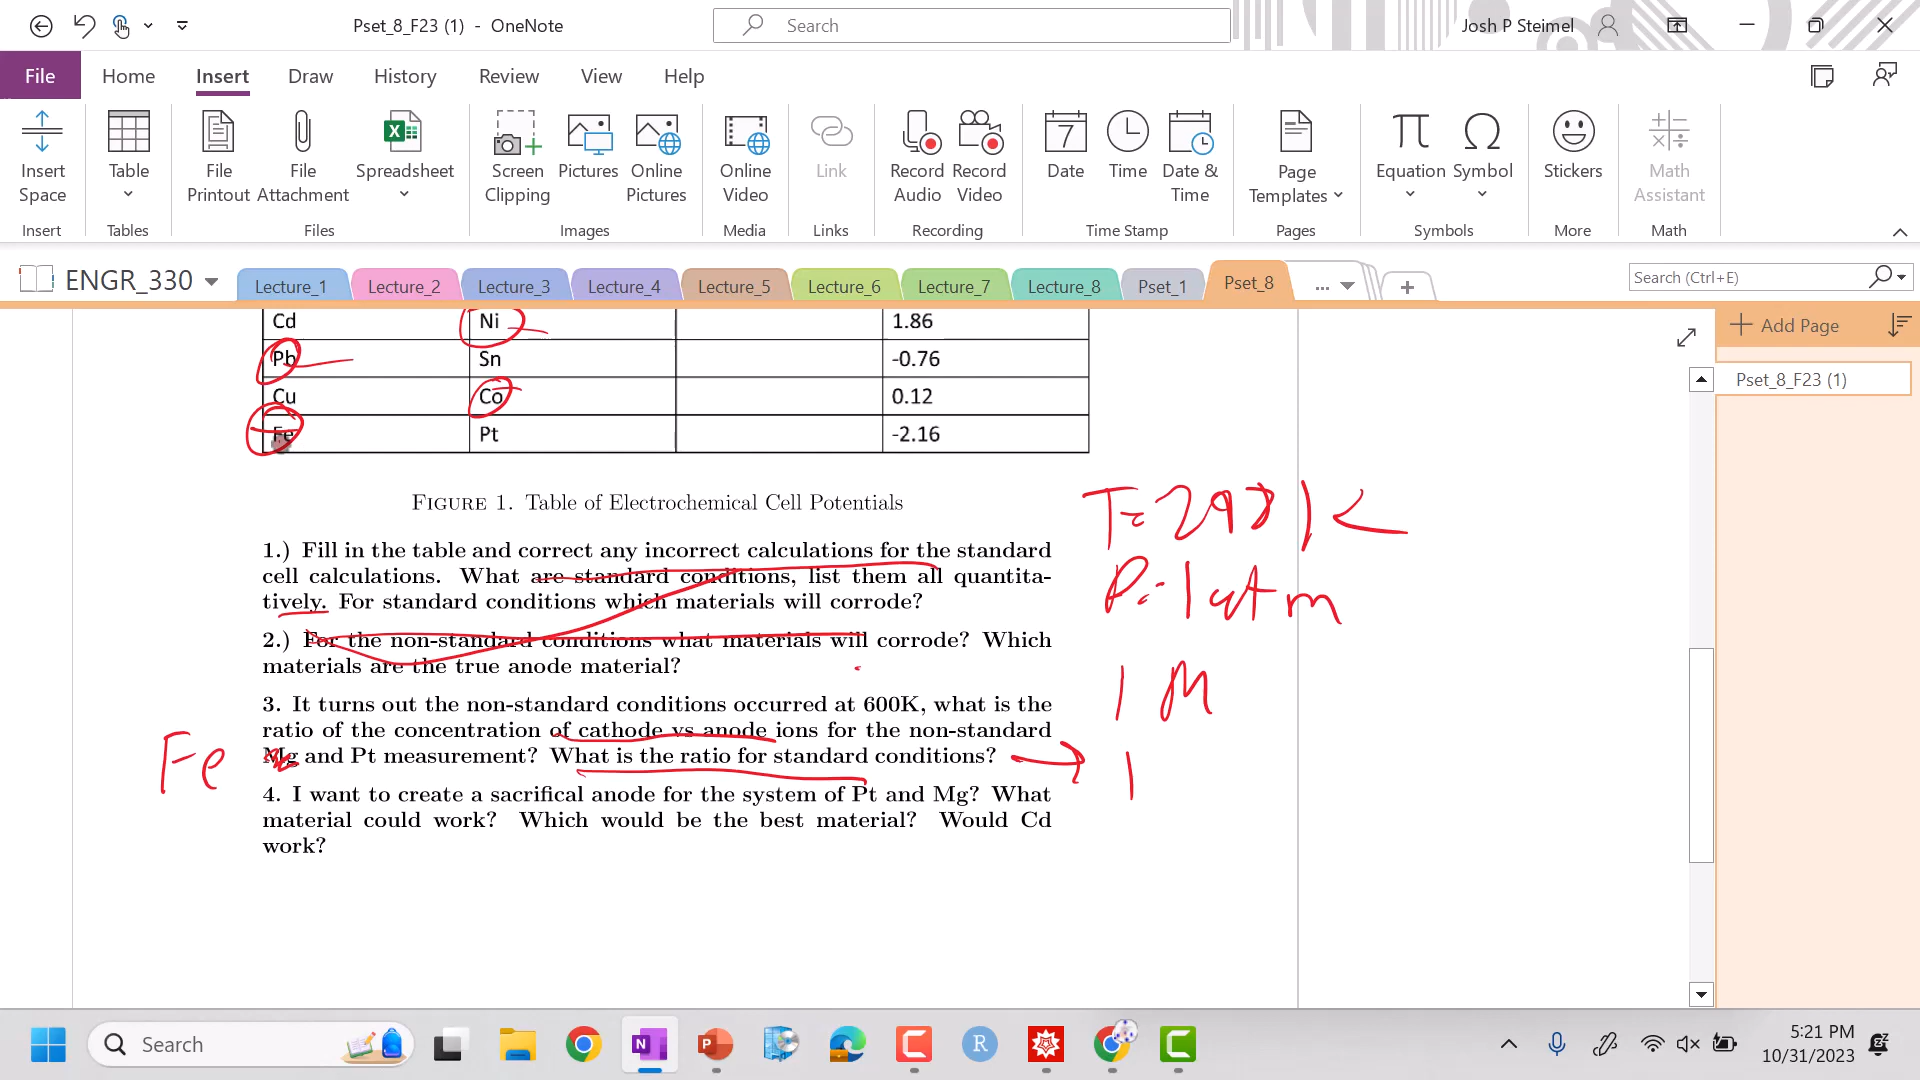 Pset_8_F23 (1) - OneNote
Search
Josh P Steimel
File
Home
Insert
Draw
History
Review
View
Help
Insert Space
Table
File Printout
File Attachment
Spreadsheet
Screen Clipping
Pictures
Online Pictures
Online Video
Link
Record Audio
Record Video
Date
Time
Date & Time
Page Templates
Equation
Symbol
Stickers
Math Assistant
Insert
Tables
Files
Images
Media
Links
Recording
Time Stamp
Pages
Symbols
More
Math
ENGR_330
Lecture_1
Lecture_2
Lecture_3
Lecture_4
Lecture_5
Lecture_6
Lecture_7
Lecture_8
Pset_1
Pset_8
...
Search (Ctrl+E)
Add Page
Pset_8_F23 (1)
Cd Ni 1.86
Pb Sn -0.76
Cu Co 0.12
Fe Pt -2.16
FIGURE 1. Table of Electrochemical Cell Potentials
1.) Fill in the table and correct any incorrect calculations for the standard
cell calculations. What are standard conditions, list them all quantita-
tively. For standard conditions which materials will corrode?
2.) For the non-standard conditions what materials will corrode? Which
materials are the true anode material?
3. It turns out the non-standard conditions occurred at 600K, what is the
ratio of the concentration of cathode vs anode ions for the non-standard
Mg and Pt measurement? What is the ratio for standard conditions?
4. I want to create a sacrifical anode for the system of Pt and Mg? What
material could work? Which would be the best material? Would Cd
work?
T=298 K
P=1 atm
1 M
1
Fe
Search
5:21 PM
10/31/2023